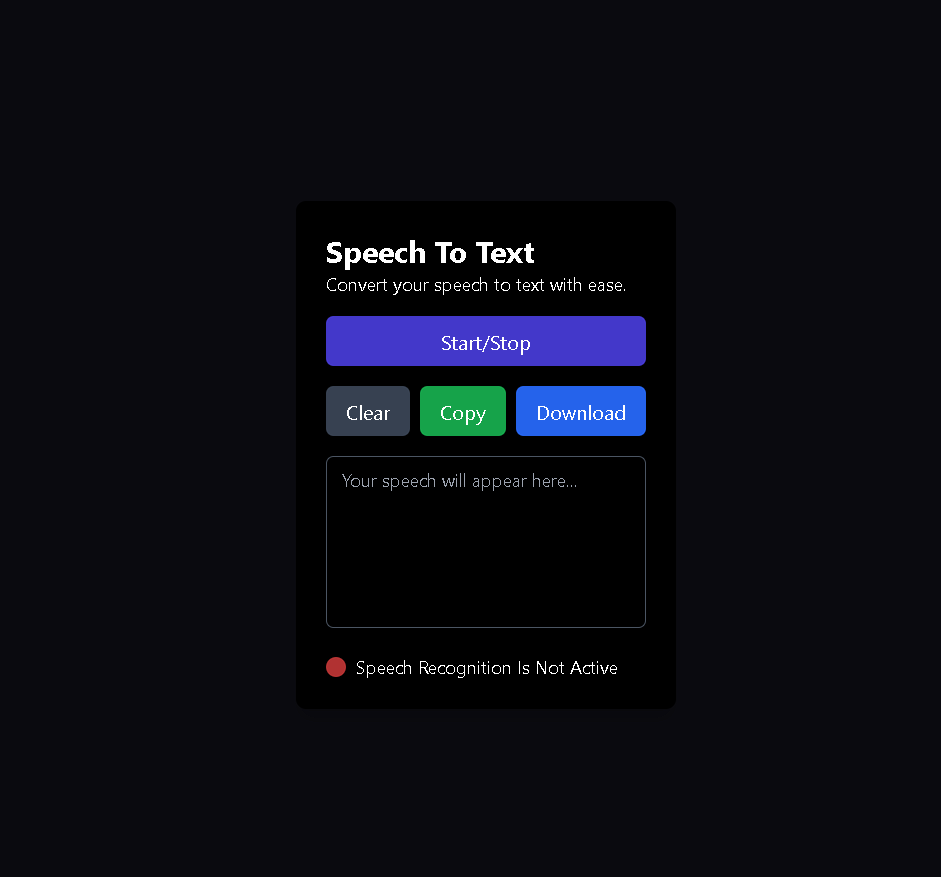 Speech To Text
Convert your speech to text with ease.
Start/Stop
Clear Copy Download
Your speech will appear here...
Speech Recognition Is Not Active